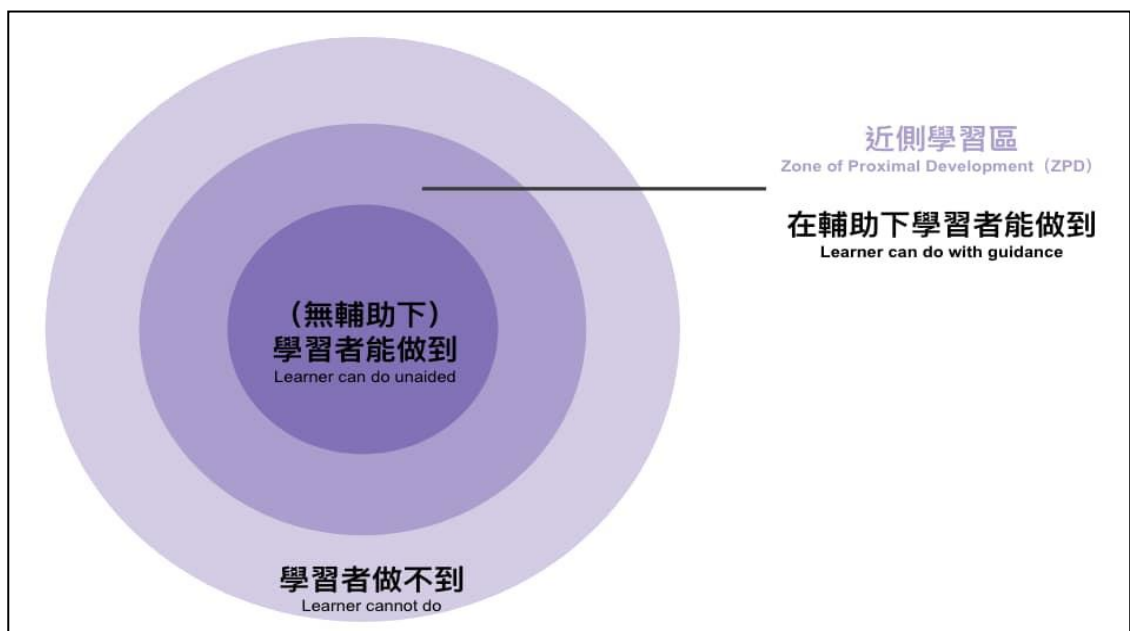 近側學習區
Zone of Proximal Development（ZPD）
在輔助下學習者能做到
Learner can do with guidance
（無輔助下）
學習者能做到
Learner can do unaided
學習者做不到
Learner cannot do